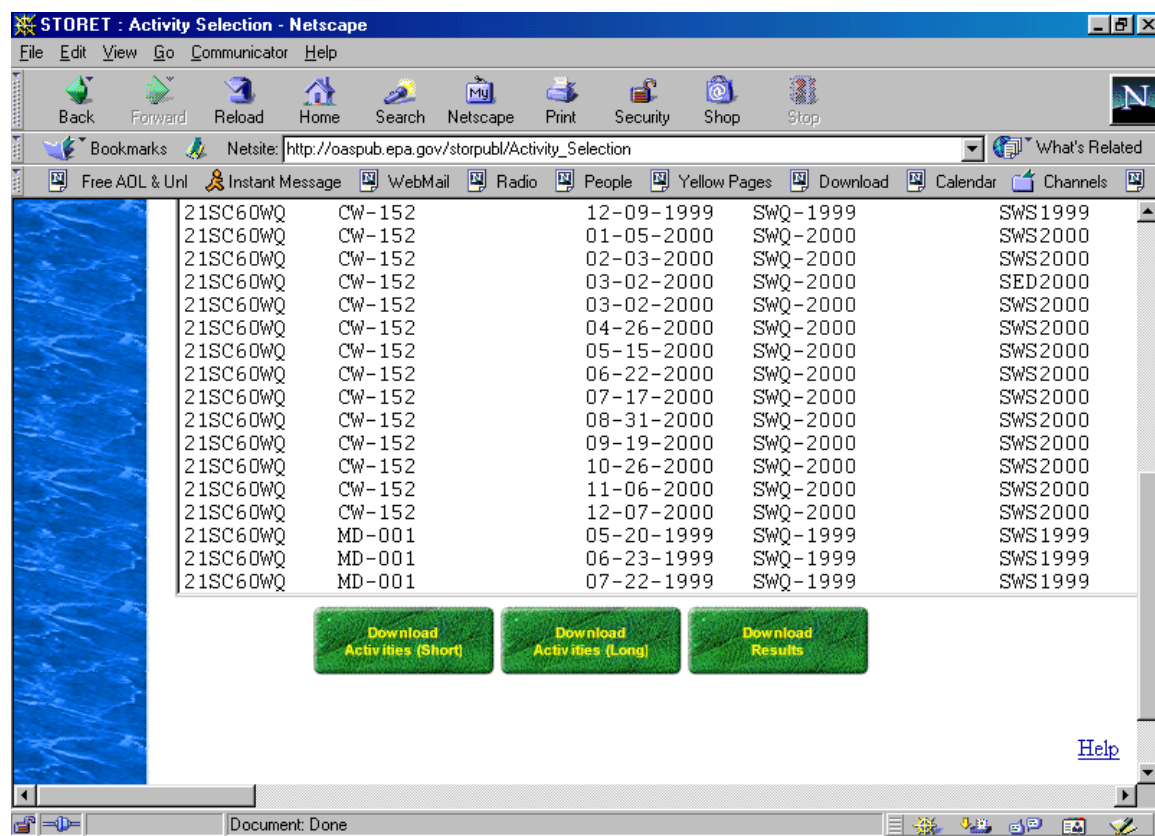 STORET : Activity Selection - Netscape
File Edit View Go Communicator Help
My
N
Back Forward Reload Home Search Netscape Print Security Shop Stop
Bookmarks Netsite: http://oaspub.epa.gov/storpubl/Activity_Selection What's Related
Free AOL & Unl Instant Message WebMail Radio People Yellow Pages Download Calendar Channels
21SC60WQ CW-152 12-09-1999 SWQ-1999 SWS1999
21SC60WQ CW-152 01-05-2000 SWQ-2000 SWS2000
21SC60WQ CW-152 02-03-2000 SWQ-2000 SWS2000
21SC60WQ CW-152 03-02-2000 SWQ-2000 SED2000
21SC60WQ CW-152 03-02-2000 SWQ-2000 SWS2000
21SC60WQ CW-152 04-26-2000 SWQ-2000 SWS2000
21SC60WQ CW-152 05-15-2000 SWQ-2000 SWS2000
21SC60WQ CW-152 06-22-2000 SWQ-2000 SWS2000
21SC60WQ CW-152 07-17-2000 SWQ-2000 SWS2000
21SC60WQ CW-152 08-31-2000 SWQ-2000 SWS2000
21SC60WQ CW-152 09-19-2000 SWQ-2000 SWS2000
21SC60WQ CW-152 10-26-2000 SWQ-2000 SWS2000
21SC60WQ CW-152 11-06-2000 SWQ-2000 SWS2000
21SC60WQ CW-152 12-07-2000 SWQ-2000 SWS2000
21SC60WQ MD-001 05-20-1999 SWQ-1999 SWS1999
21SC60WQ MD-001 06-23-1999 SWQ-1999 SWS1999
21SC60WQ MD-001 07-22-1999 SWQ-1999 SWS1999
Download Activities (Short)
Download Activities (Long)
Download Results
Help
Document: Done